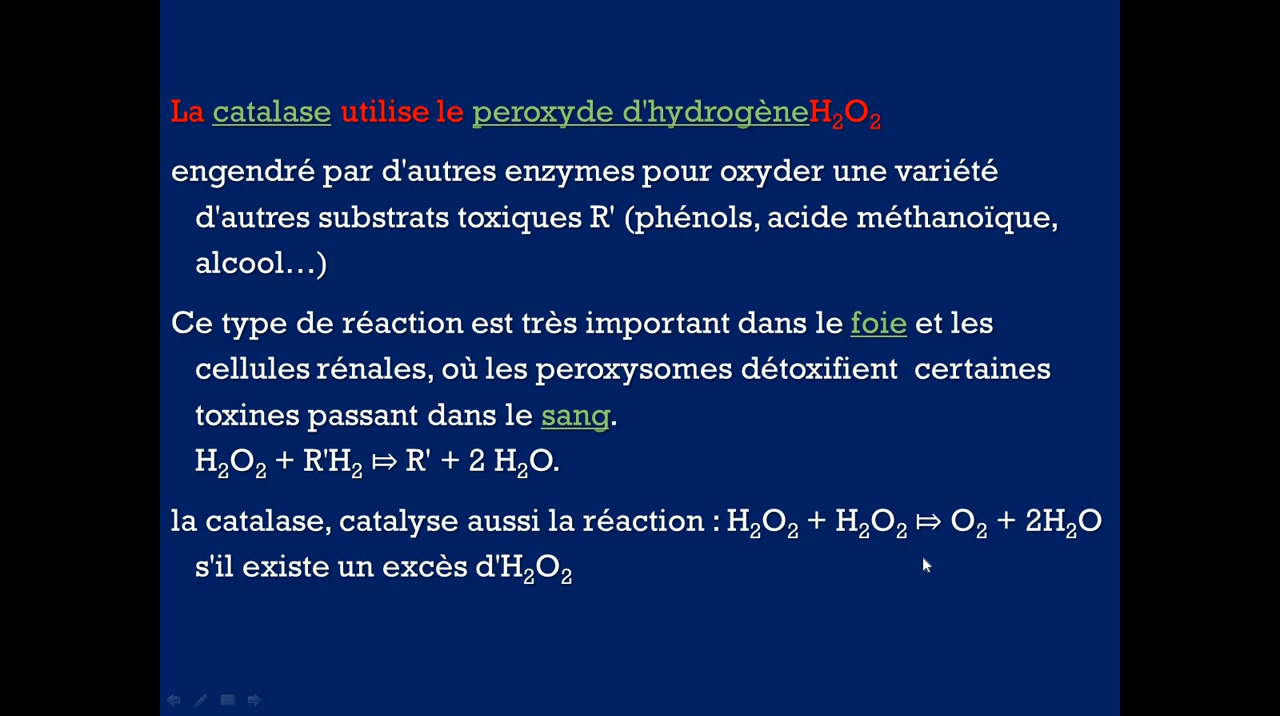 La catalase utilise le peroxyde d'hydrogèneH₂O₂
engendré par d'autres enzymes pour oxyder une variété
d'autres substrats toxiques R' (phénols, acide méthanoïque,
alcool…)
Ce type de réaction est très important dans le foie et les
cellules rénales, où les peroxysomes détoxifient certaines
toxines passant dans le sang.
H₂O₂ + R'H₂ ⤇ R' + 2 H₂O.
la catalase, catalyse aussi la réaction : H₂O₂ + H₂O₂ ⤇ O₂ + 2H₂O
s'il existe un excès d'H₂O₂